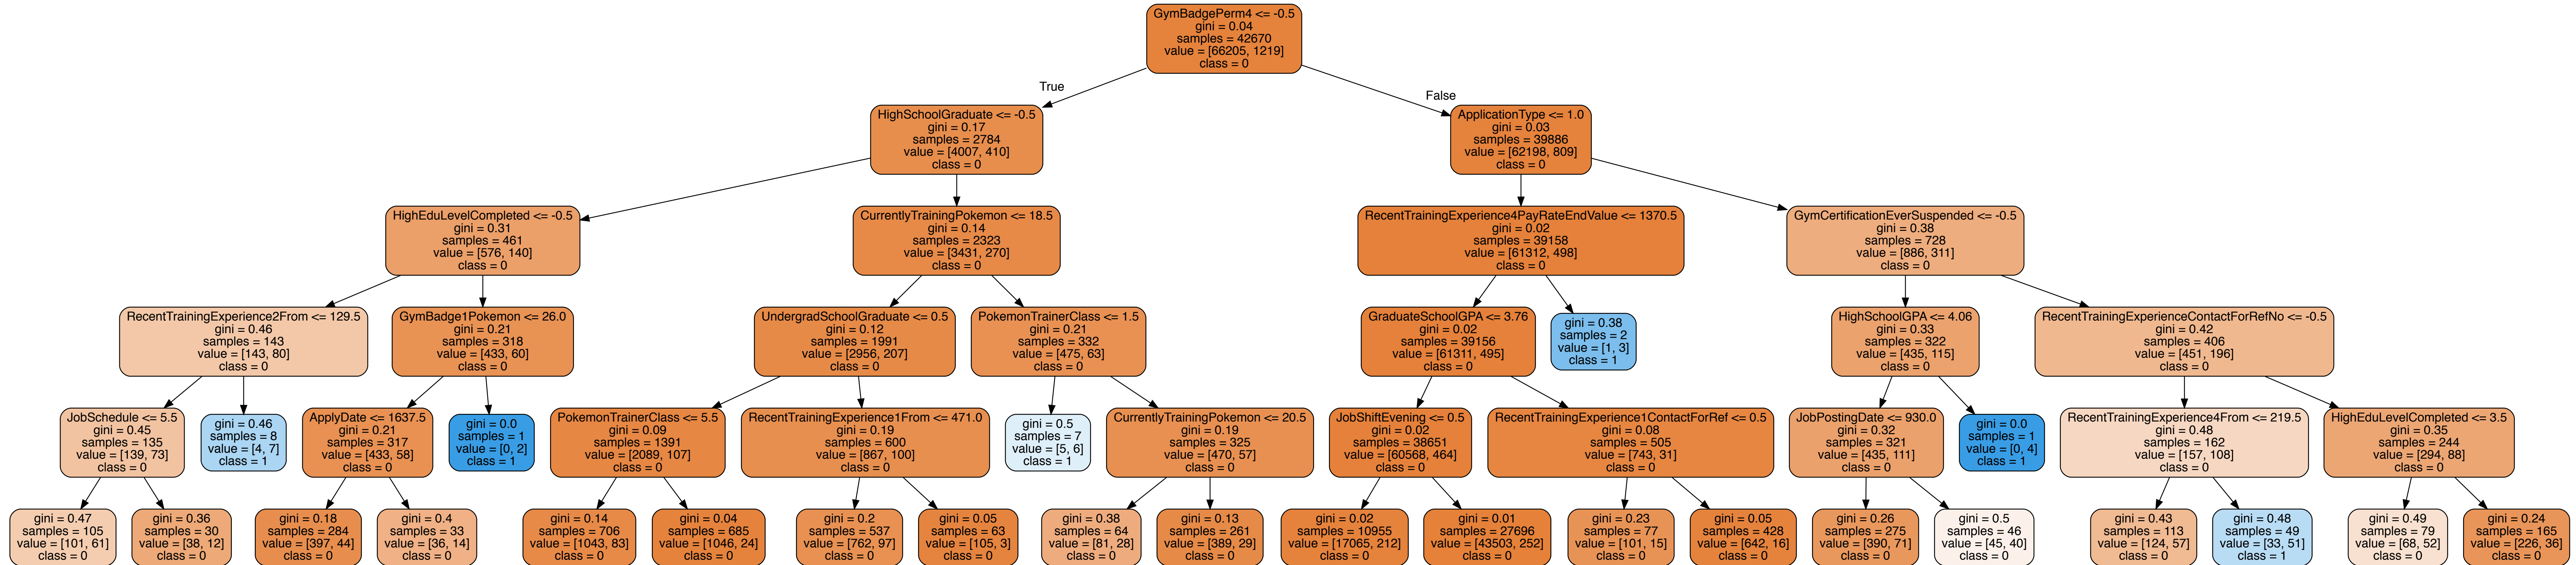 GymBadgePerm4 <= -0.5
gini = 0.04
samples = 42670
value = [66205, 1219]
class = 0
True
False
HighSchoolGraduate <= -0.5
gini = 0.17
samples = 2784
value = [4007, 410]
class = 0
ApplicationType <= 1.0
gini = 0.03
samples = 39886
value = [62198, 809]
class = 0
HighEduLevelCompleted <= -0.5
gini = 0.31
samples = 461
value = [576, 140]
class = 0
CurrentlyTrainingPokemon <= 18.5
gini = 0.14
samples = 2323
value = [3431, 270]
class = 0
RecentTrainingExperience4PayRateEndValue <= 1370.5
gini = 0.02
samples = 39158
value = [61312, 498]
class = 0
GymCertificationEverSuspended <= -0.5
gini = 0.38
samples = 728
value = [886, 311]
class = 0
RecentTrainingExperience2From <= 129.5
gini = 0.46
samples = 143
value = [143, 80]
class = 0
GymBadge1Pokemon <= 26.0
gini = 0.21
samples = 318
value = [433, 60]
class = 0
UndergradSchoolGraduate <= 0.5
gini = 0.12
samples = 1991
value = [2956, 207]
class = 0
PokemonTrainerClass <= 1.5
gini = 0.21
samples = 332
value = [475, 63]
class = 0
GraduateSchoolGPA <= 3.76
gini = 0.02
samples = 39156
value = [61311, 495]
class = 0
gini = 0.38
samples = 2
value = [1, 3]
class = 1
HighSchoolGPA <= 4.06
gini = 0.33
samples = 322
value = [435, 115]
class = 0
RecentTrainingExperienceContactForRefNo <= -0.5
gini = 0.42
samples = 406
value = [451, 196]
class = 0
JobSchedule <= 5.5
gini = 0.45
samples = 135
value = [139, 73]
class = 0
gini = 0.46
samples = 8
value = [4, 7]
class = 1
ApplyDate <= 1637.5
gini = 0.21
samples = 317
value = [433, 58]
class = 0
gini = 0.0
samples = 1
value = [0, 2]
class = 1
PokemonTrainerClass <= 5.5
gini = 0.09
samples = 1391
value = [2089, 107]
class = 0
RecentTrainingExperience1From <= 471.0
gini = 0.19
samples = 600
value = [867, 100]
class = 0
gini = 0.5
samples = 7
value = [5, 6]
class = 1
CurrentlyTrainingPokemon <= 20.5
gini = 0.19
samples = 325
value = [470, 57]
class = 0
JobShiftEvening <= 0.5
gini = 0.02
samples = 38651
value = [60568, 464]
class = 0
RecentTrainingExperience1ContactForRef <= 0.5
gini = 0.08
samples = 505
value = [743, 31]
class = 0
JobPostingDate <= 930.0
gini = 0.32
samples = 321
value = [435, 111]
class = 0
gini = 0.0
samples = 1
value = [0, 4]
class = 1
RecentTrainingExperience4From <= 219.5
gini = 0.48
samples = 162
value = [157, 108]
class = 0
HighEduLevelCompleted <= 3.5
gini = 0.35
samples = 244
value = [294, 88]
class = 0
gini = 0.47
samples = 105
value = [101, 61]
class = 0
gini = 0.36
samples = 30
value = [38, 12]
class = 0
gini = 0.18
samples = 284
value = [397, 44]
class = 0
gini = 0.4
samples = 33
value = [36, 14]
class = 0
gini = 0.14
samples = 706
value = [1043, 83]
class = 0
gini = 0.04
samples = 685
value = [1046, 24]
class = 0
gini = 0.2
samples = 537
value = [762, 97]
class = 0
gini = 0.05
samples = 63
value = [105, 3]
class = 0
gini = 0.38
samples = 64
value = [81, 28]
class = 0
gini = 0.13
samples = 261
value = [389, 29]
class = 0
gini = 0.02
samples = 10955
value = [17065, 212]
class = 0
gini = 0.01
samples = 27696
value = [43503, 252]
class = 0
gini = 0.23
samples = 77
value = [101, 15]
class = 0
gini = 0.05
samples = 428
value = [642, 16]
class = 0
gini = 0.26
samples = 275
value = [390, 71]
class = 0
gini = 0.5
samples = 46
value = [45, 40]
class = 0
gini = 0.43
samples = 113
value = [124, 57]
class = 0
gini = 0.48
samples = 49
value = [33, 51]
class = 1
gini = 0.49
samples = 79
value = [68, 52]
class = 0
gini = 0.24
samples = 165
value = [226, 36]
class = 0